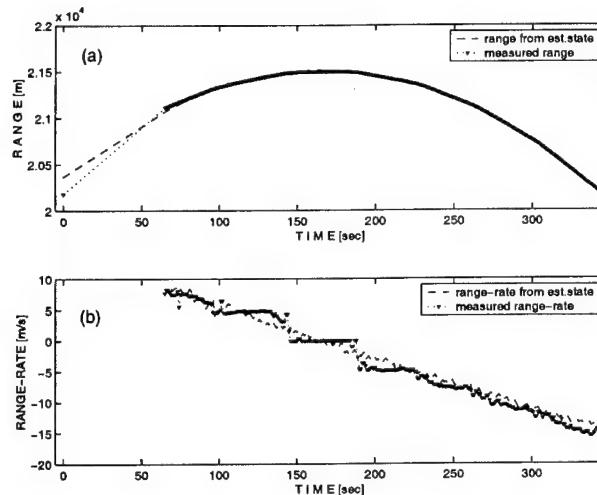 x 10^4
2.2
2.15
2.1
2.05
2
RANGE [m]
(a)
range from est.state
measured range
0 50 100 150 200 250 300
TIME [sec]
10
5
0
−5
−10
−15
−20
RANGE-RATE [m/s]
(b)
range-rate from est.state
measured range-rate
0 50 100 150 200 250 300
TIME [sec]